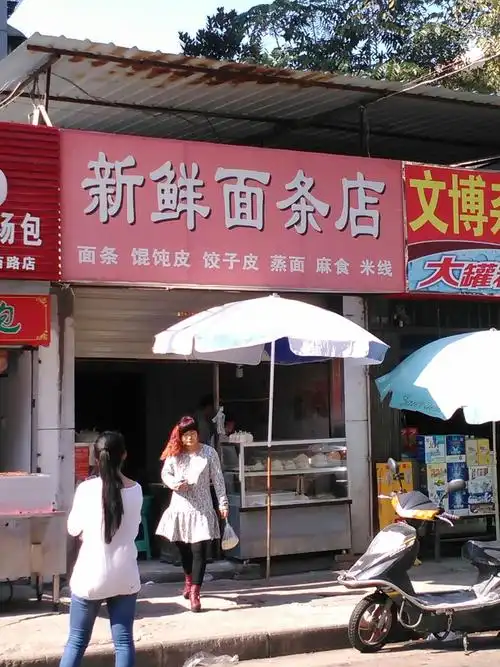 新鲜面条店
面条 馄饨皮 饺子皮 蒸面 麻食 米线
汤包
路店
文博
大罐
包